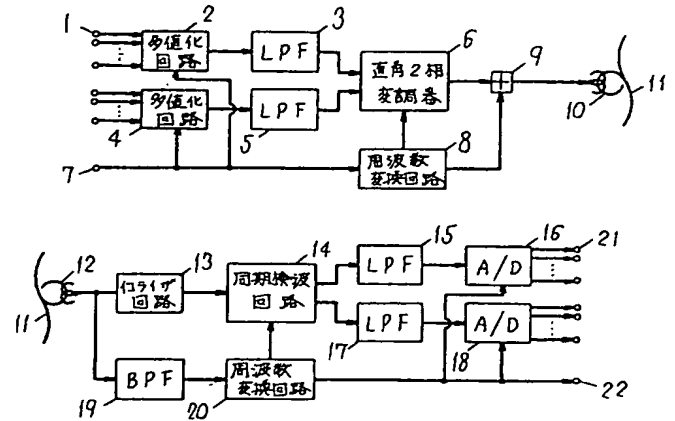 1
2
多値化
回路
3
LPF
6
直角2相
変調器
9
10
11
多値化
回路
4
LPF
5
7
周波数
変換回路
8
12
11
13
イコライザ
回路
14
同期検波
回路
15
LPF
16
A/D
21
LPF
17
A/D
18
BPF
19
周波数
変換回路
20
22